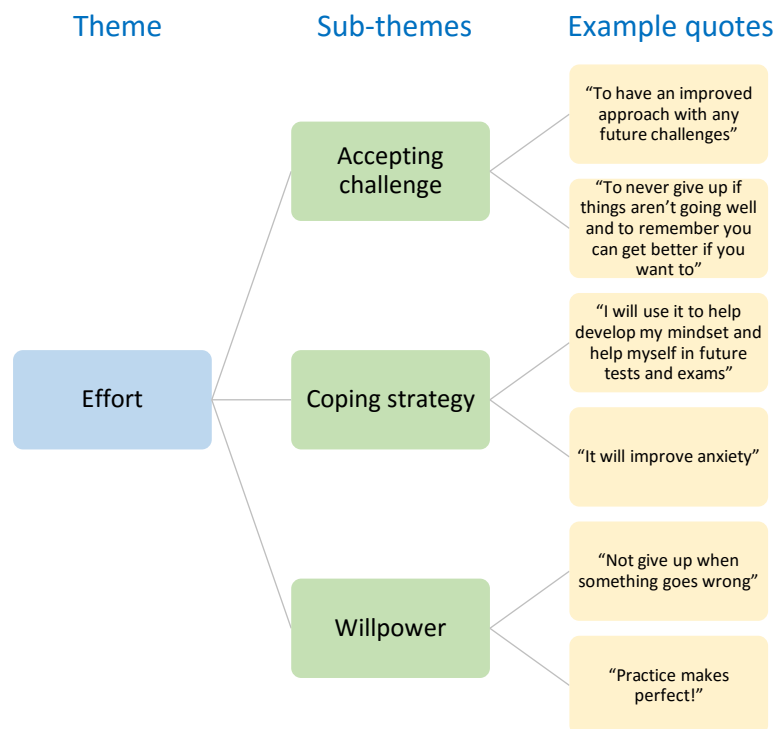 Theme
Sub-themes
Example quotes
“To have an improved
approach with any
future challenges”
Accepting
challenge
“To never give up if
things aren’t going well
and to remember you
can get better if you
want to”
“I will use it to help
develop my mindset and
help myself in future
tests and exams”
Effort
Coping strategy
“It will improve anxiety”
“Not give up when
something goes wrong”
Willpower
“Practice makes
perfect!”